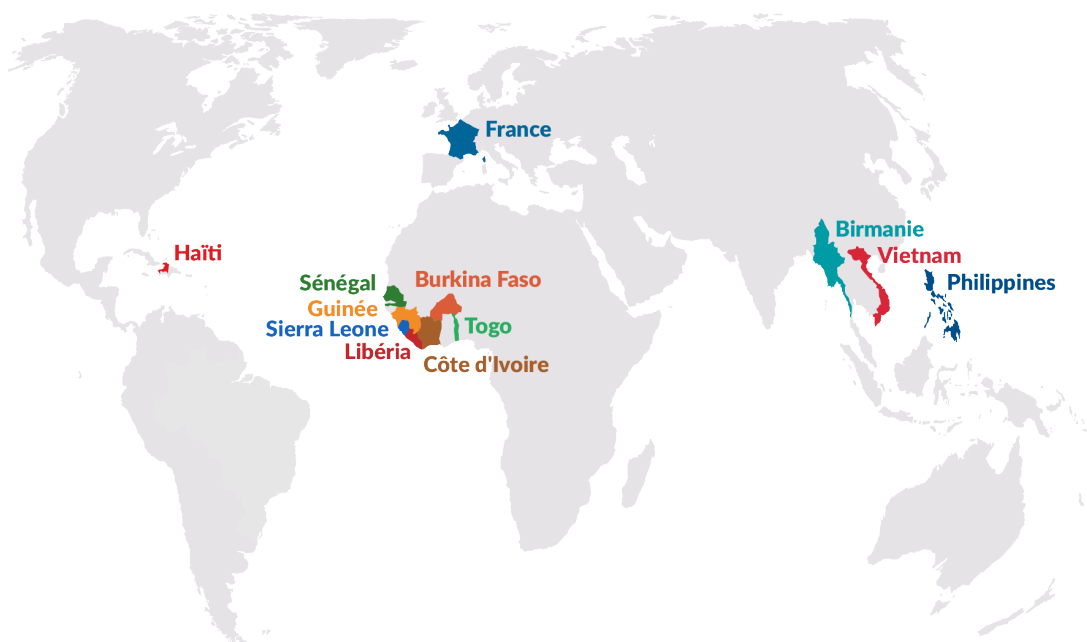 France
Birmanie
Haïti
Vietnam
Burkina Faso
Sénégal
Philippines
Guinée
Sierra Leone
Togo
Libéria
Côte d'Ivoire